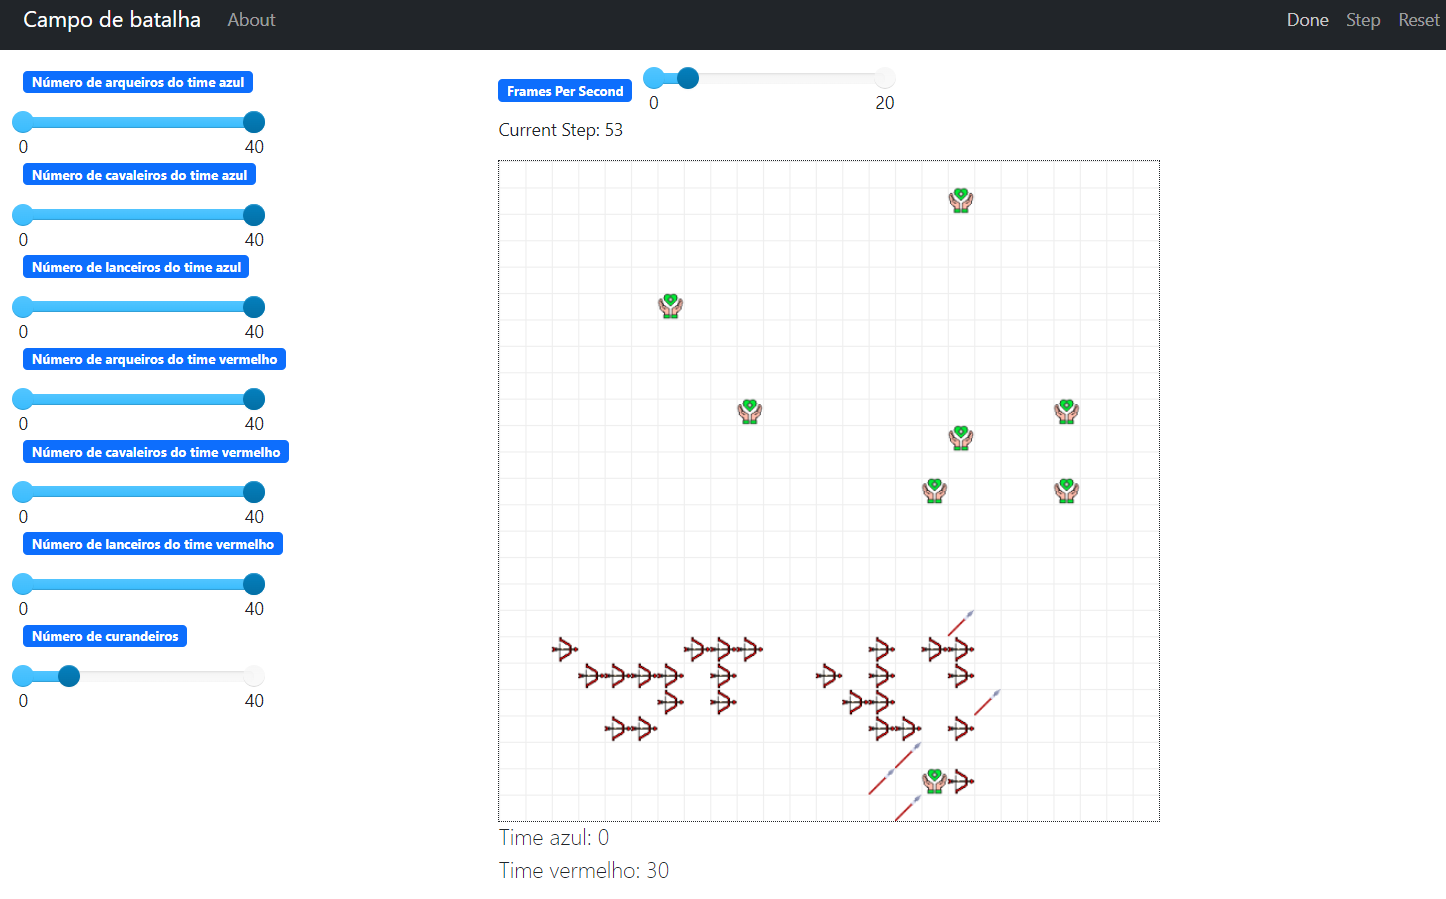 Campo de batalha About Done Step Reset
Número de arqueiros do time azul
0 40
Número de cavaleiros do time azul
0 40
Número de lanceiros do time azul
0 40
Número de arqueiros do time vermelho
0 40
Número de cavaleiros do time vermelho
0 40
Número de lanceiros do time vermelho
0 40
Número de curandeiros
0 40
Frames Per Second
0 20
Current Step: 53
Time azul: 0
Time vermelho: 30